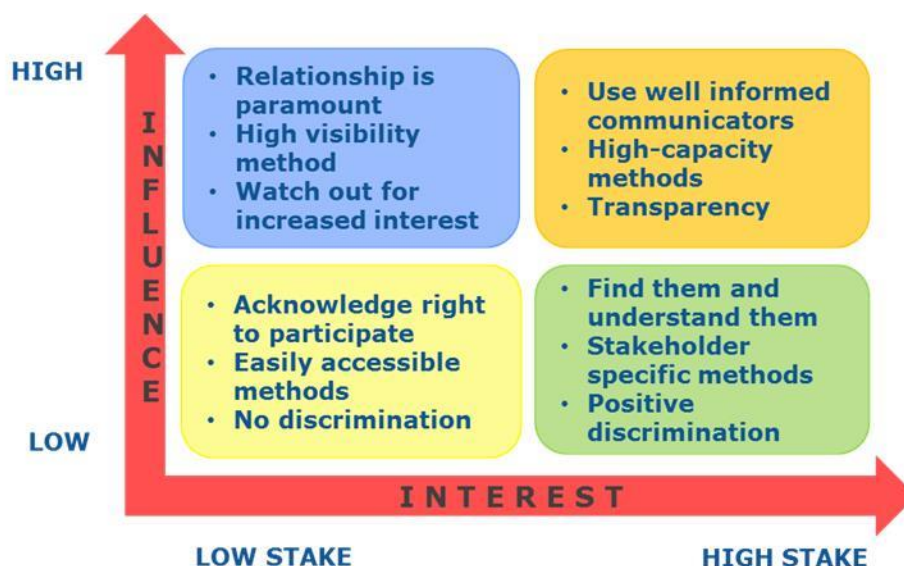 HIGH
INFLUENCE
• Relationship is
paramount
• High visibility
method
• Watch out for
increased interest
• Use well informed
communicators
• High-capacity
methods
• Transparency
• Acknowledge right
to participate
• Easily accessible
methods
• No discrimination
• Find them and
understand them
• Stakeholder
specific methods
• Positive
discrimination
LOW
INTEREST
LOW STAKE
HIGH STAKE